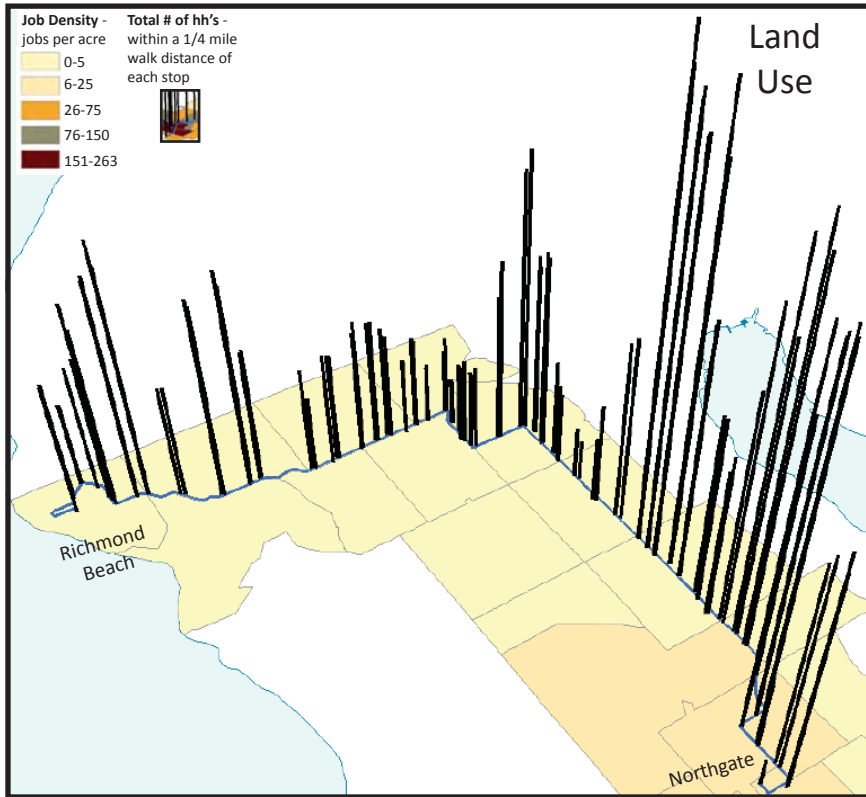 Job Density -
jobs per acre
0-5
6-25
26-75
76-150
151-263
Total # of hh's -
within a 1/4 mile
walk distance of
each stop
Land
Use
Richmond
Beach
Northgate